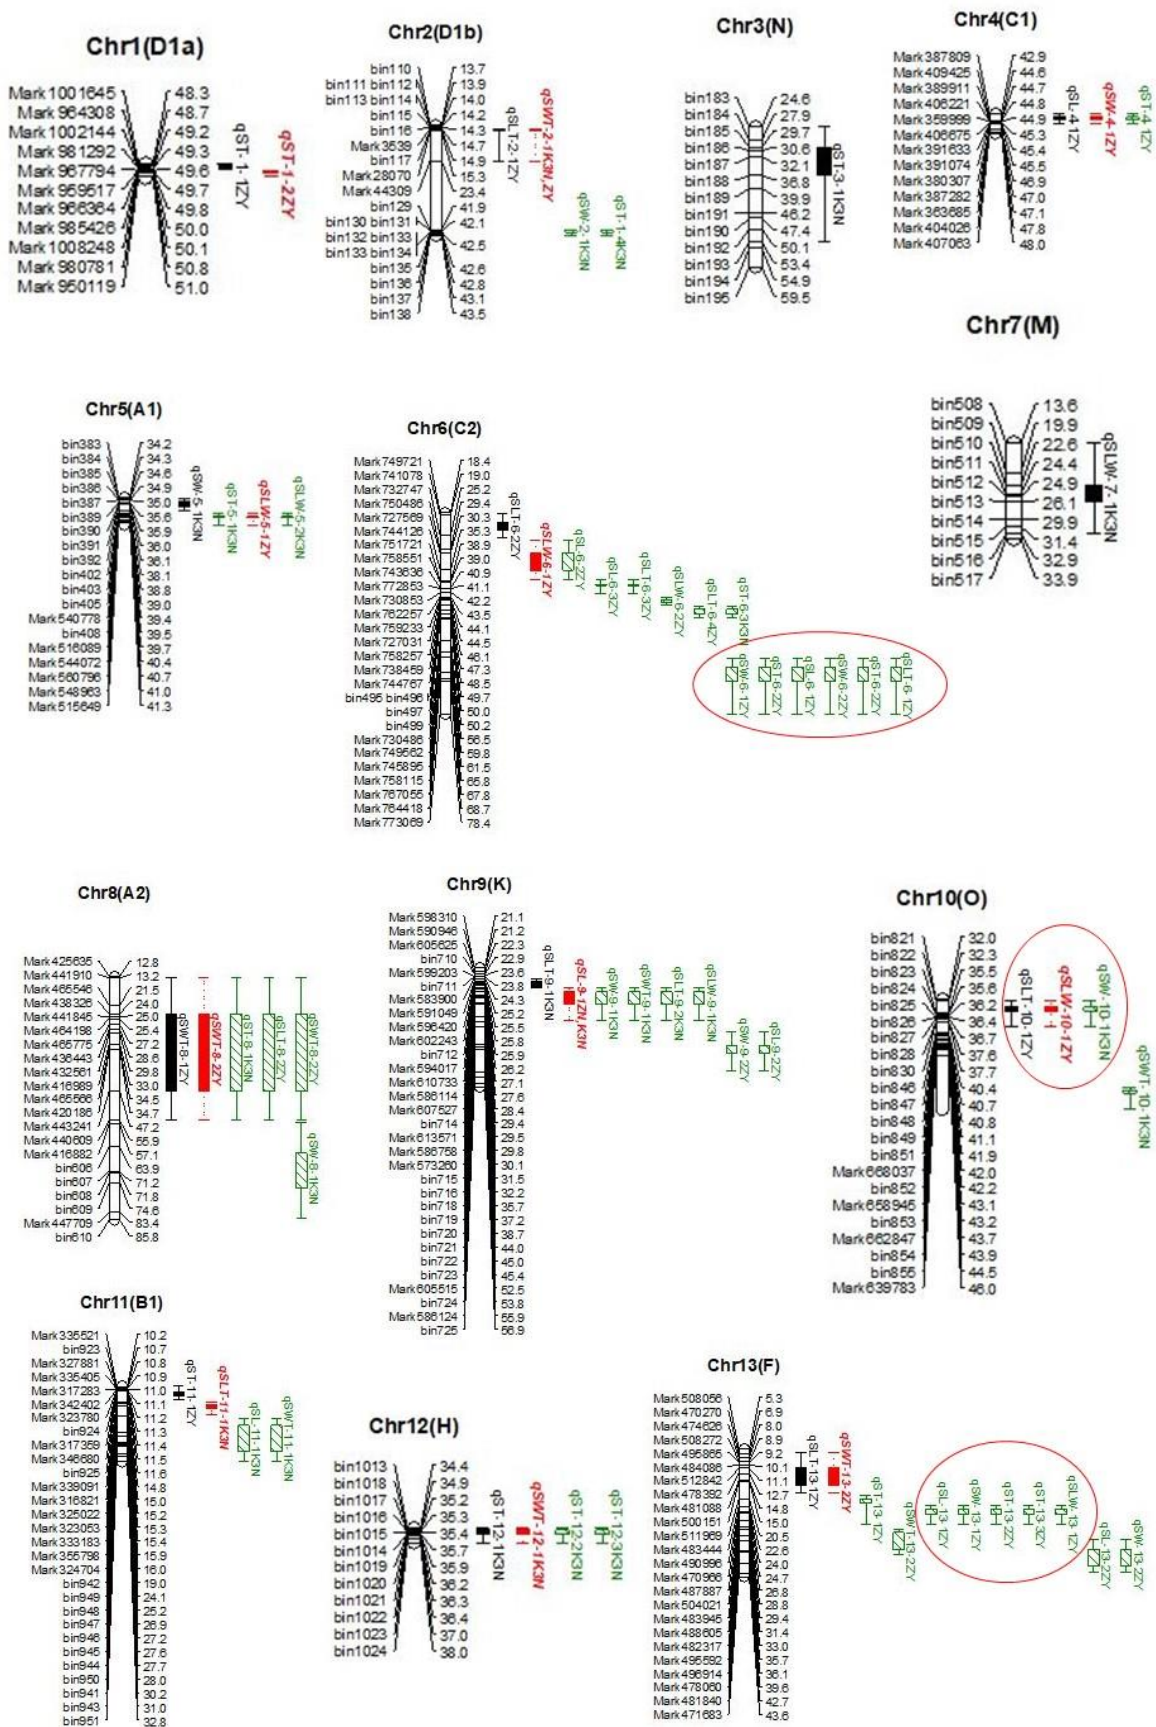 Chr1(D1a)
Mark1001645 48.3
Mark964308 48.7
Mark1002144 49.2
Mark981292 49.3
Mark967794 49.6
Mark959517 49.7
Mark966364 49.8
Mark985426 50.0
Mark1008248 50.1
Mark980781 50.8
Mark950119 51.0
qST-1-1ZY
qST-1-2ZY
Chr2(D1b)
bin110 13.7
bin111 bin112 13.9
bin113 bin114 14.0
bin115 14.2
bin116 14.3
Mark3539 14.7
bin117 14.9
Mark28070 15.3
Mark44309 23.4
bin129 41.9
bin130 bin131 42.1
bin132 bin133 42.5
bin133 bin134
bin135 42.6
bin136 42.8
bin137 43.1
bin138 43.5
qSLT-2-1ZY
qSWT-2-1K3N,ZY
qSW-2-1K3N
qST-1-4K3N
Chr3(N)
bin183 24.6
bin184 27.9
bin185 29.7
bin186 30.6
bin187 32.1
bin188 36.8
bin189 39.9
bin191 46.2
bin190 47.4
bin192 50.1
bin193 53.4
bin194 54.9
bin195 59.5
qST-3-1K3N
Chr4(C1)
Mark387809 42.9
Mark409425 44.6
Mark389911 44.7
Mark406221 44.8
Mark359999 44.9
Mark406675 45.3
Mark391633 45.4
Mark391074 45.5
Mark380307 46.9
Mark387282 47.0
Mark363685 47.1
Mark404026 47.8
Mark407063 48.0
qSL-4-1ZY
qSW-4-1ZY
qST-4-1ZY
Chr5(A1)
bin383 34.2
bin384 34.3
bin385 34.6
bin386 34.9
bin387 35.0
bin389 35.6
bin390 35.9
bin391 36.0
bin392 36.1
bin402 38.1
bin403 38.8
bin405 39.0
Mark540778 39.4
bin408 39.5
Mark516089 39.7
Mark544072 40.4
Mark560796 40.7
Mark548963 41.0
Mark515649 41.3
qSW-5-1K3N
qST-5-1K3N
qSLW-5-1ZY
qSLW-5-2K3N
Chr6(C2)
Mark749721 18.4
Mark741078 19.0
Mark732747 25.2
Mark750486 29.4
Mark727569 30.3
Mark744126 35.3
Mark751721 38.9
Mark758551 39.0
Mark743636 40.9
Mark772853 41.1
Mark730853 42.2
Mark762257 43.5
Mark759233 44.1
Mark727031 44.5
Mark758257 46.1
Mark738459 47.3
Mark744767 48.5
bin495 bin496 49.7
bin497 50.0
bin499 50.2
Mark730486 56.5
Mark749562 59.8
Mark745895 61.5
Mark758115 65.8
Mark767055 67.8
Mark764418 68.7
Mark773069 78.4
qSLT-6-2ZY
qSLW-6-1ZY
qSL-6-2ZY
qSL-6-3ZY
qSLT-6-3ZY
qSLW-6-2ZY
qSLT-6-4ZY
qST-6-3K3N
qSW-6-1ZY
qST-6-2ZY
qSL-6-1ZY
qSW-6-2ZY
qST-6-2ZY
qSLT-6-1ZY
Chr7(M)
bin508 13.6
bin509 19.9
bin510 22.6
bin511 24.4
bin512 24.9
bin513 26.1
bin514 29.9
bin515 31.4
bin516 32.9
bin517 33.9
qSLW-7-1K3N
Chr8(A2)
Mark425635 12.8
Mark441910 13.2
Mark465546 21.5
Mark438326 24.0
Mark441845 25.0
Mark464198 25.4
Mark465775 27.2
Mark436443 28.6
Mark432561 29.8
Mark416989 33.0
Mark465566 34.5
Mark420186 34.7
Mark443241 47.2
Mark440609 55.9
Mark416882 57.1
bin606 63.9
bin607 71.2
bin608 71.8
bin609 74.6
Mark447709 83.4
bin610 85.8
qSWT-8-1ZY
qSWT-8-2ZY
qST-8-1K3N
qSLT-8-2ZY
qSWT-8-2ZY
qSW-8-1K3N
Chr9(K)
Mark598310 21.1
Mark590946 21.2
Mark605625 22.3
bin710 22.9
Mark599203 23.6
bin711 23.8
Mark583900 24.3
Mark591049 25.2
Mark596420 25.5
Mark602243 25.8
bin712 25.9
Mark594017 26.2
Mark610733 27.1
Mark586114 27.6
Mark607527 28.4
bin714 29.4
Mark613571 29.5
Mark586758 29.8
Mark573260 30.1
bin715 31.5
bin716 32.2
bin718 35.7
bin719 37.2
bin720 38.7
bin721 44.0
bin722 45.0
bin723 45.4
Mark605515 52.5
bin724 53.8
Mark586124 55.9
bin725 56.9
qSLT-9-1K3N
qSL-9-1ZN,K3N
qSW-9-1K3N
qSWT-9-1K3N
qSLT-9-2K3N
qSLW-9-1K3N
qSW-9-2ZY
qSL-9-2ZY
Chr10(O)
bin821 32.0
bin822 32.3
bin823 35.5
bin824 35.6
bin825 36.2
bin826 36.4
bin827 36.7
bin828 37.6
bin830 37.7
bin846 40.4
bin847 40.7
bin848 40.8
bin849 41.1
bin851 41.9
Mark668037 42.0
bin852 42.2
Mark658945 43.1
bin853 43.2
Mark662847 43.7
bin854 43.9
bin855 44.5
Mark639783 46.0
qSLT-10-1ZY
qSLW-10-1ZY
qSW-10-1K3N
qSWT-10-1K3N
Chr11(B1)
Mark335521 10.2
bin923 10.7
Mark327881 10.8
Mark335405 10.9
Mark317283 11.0
Mark342402 11.1
Mark323780 11.2
bin924 11.3
Mark317359 11.4
Mark346680 11.5
bin925 11.6
Mark339091 14.8
Mark316821 15.0
Mark325022 15.2
Mark323053 15.3
Mark333183 15.4
Mark355798 15.9
Mark324704 16.0
bin942 19.0
bin949 24.1
bin948 25.2
bin947 26.9
bin946 27.2
bin945 27.6
bin944 27.7
bin950 28.0
bin941 30.2
bin943 31.0
bin951 32.8
qST-11-1ZY
qSLT-11-1K3N
qSL-11-1K3N
qSWT-11-1K3N
Chr12(H)
bin1013 34.4
bin1018 34.9
bin1017 35.2
bin1016 35.3
bin1015 35.4
bin1014 35.7
bin1019 35.9
bin1020 36.2
bin1021 36.3
bin1022 36.4
bin1023 37.0
bin1024 38.0
qST-12-1K3N
qSWT-12-1K3N
qST-12-2K3N
qST-12-3K3N
Chr13(F)
Mark508056 5.3
Mark470270 6.9
Mark474626 8.0
Mark508272 8.9
Mark495865 9.2
Mark484086 10.1
Mark512842 11.1
Mark478392 12.7
Mark481088 14.8
Mark500151 15.0
Mark511969 20.5
Mark483444 22.6
Mark490996 24.0
Mark470966 24.7
Mark487887 26.8
Mark504021 28.8
Mark483945 29.4
Mark488605 31.4
Mark482317 33.0
Mark495592 35.7
Mark496914 36.1
Mark478060 39.6
Mark481840 42.7
Mark471683 43.6
qSLT-13-1ZY
qSWT-13-2ZY
qST-13-1ZY
qSWT-13-2ZY
qSL-13-1ZY
qSW-13-1ZY
qST-13-2ZY
qST-13-3ZY
qSLW-13-1ZY
qSL-13-2ZY
qSW-13-2ZY